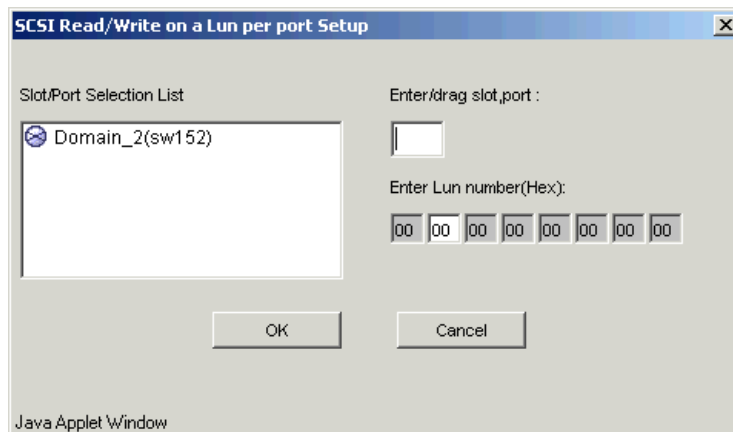 SCSI Read/Write on a Lun per port Setup
Slot/Port Selection List
Enter/drag slot,port :
Domain_2(sw152)
Enter Lun number(Hex):
00 00 00 00 00 00 00 00
OK Cancel
Java Applet Window